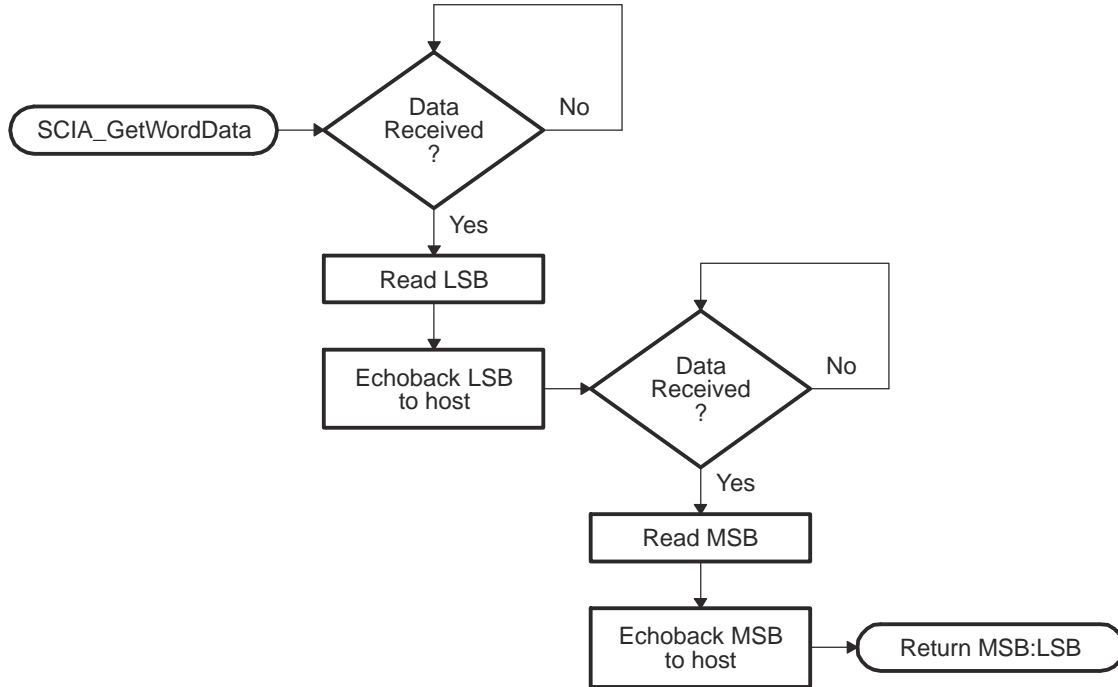 SCIA_GetWordData
Data
Received
?
No
Yes
Read LSB
Echoback LSB
to host
Data
Received
?
No
Yes
Read MSB
Echoback MSB
to host
Return MSB:LSB